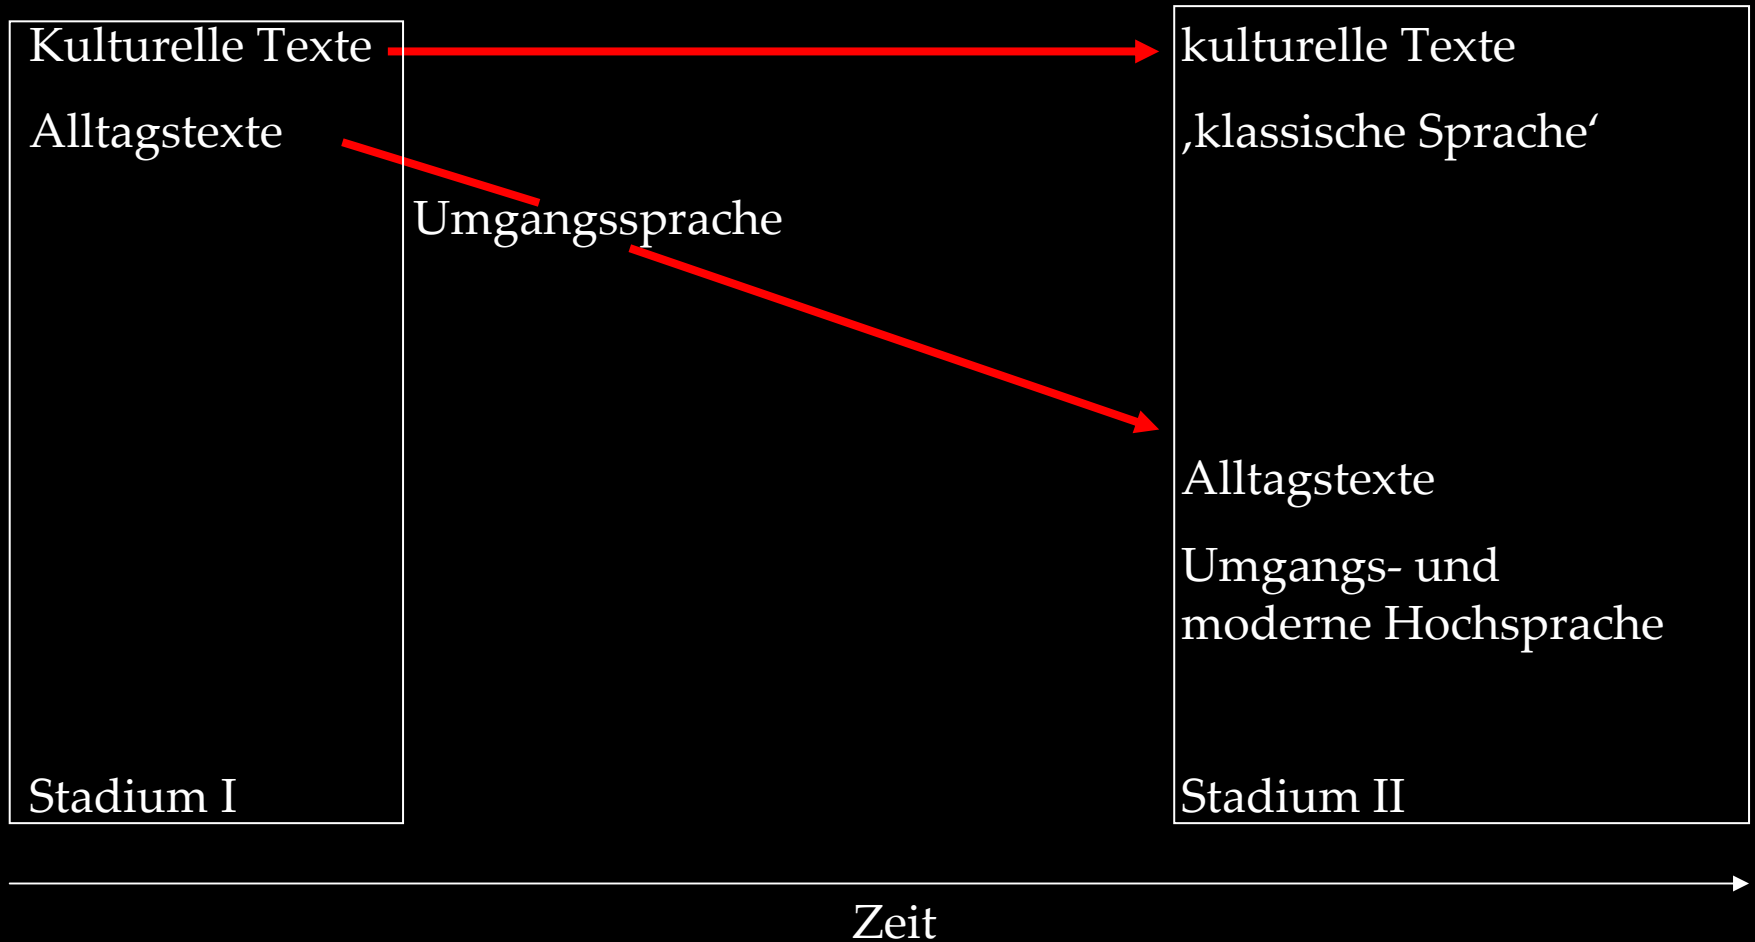 Kulturelle Texte
Alltagstexte
Umgangssprache
Stadium I
kulturelle Texte
‚klassische Sprache‘
Alltagstexte
Umgangs- und
moderne Hochsprache
Stadium II
Zeit